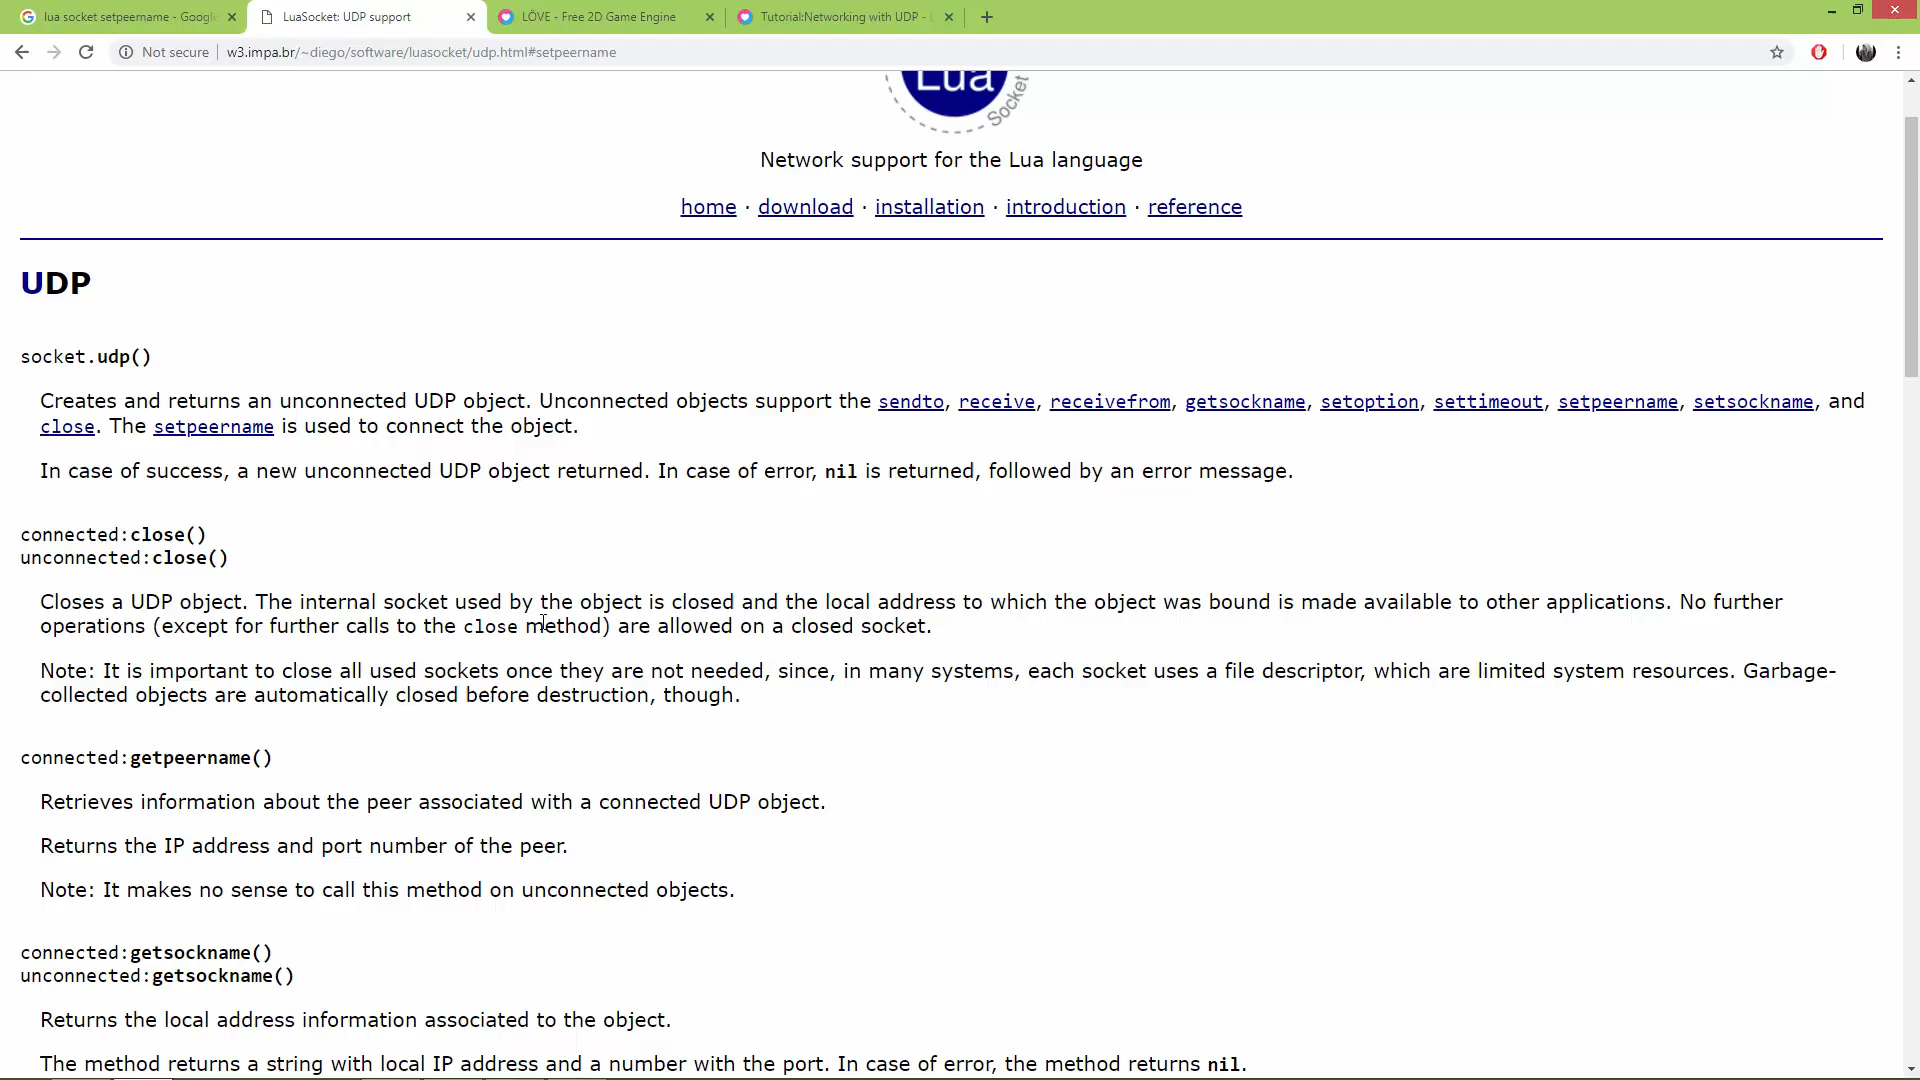 lua socket setpeername - Google
LuaSocket: UDP support
LÖVE - Free 2D Game Engine
Tutorial:Networking with UDP -
Not secure
w3.impa.br/~diego/software/luasocket/udp.html#setpeername
Lua
Socket
Network support for the Lua language
home · download · installation · introduction · reference
UDP
socket.udp()
Creates and returns an unconnected UDP object. Unconnected objects support the sendto, receive, receivefrom, getsockname, setoption, settimeout, setpeername, setsockname, and
close. The setpeername is used to connect the object.
In case of success, a new unconnected UDP object returned. In case of error, nil is returned, followed by an error message.
connected:close()
unconnected:close()
Closes a UDP object. The internal socket used by the object is closed and the local address to which the object was bound is made available to other applications. No further
operations (except for further calls to the close method) are allowed on a closed socket.
Note: It is important to close all used sockets once they are not needed, since, in many systems, each socket uses a file descriptor, which are limited system resources. Garbage-
collected objects are automatically closed before destruction, though.
connected:getpeername()
Retrieves information about the peer associated with a connected UDP object.
Returns the IP address and port number of the peer.
Note: It makes no sense to call this method on unconnected objects.
connected:getsockname()
unconnected:getsockname()
Returns the local address information associated to the object.
The method returns a string with local IP address and a number with the port. In case of error, the method returns nil.